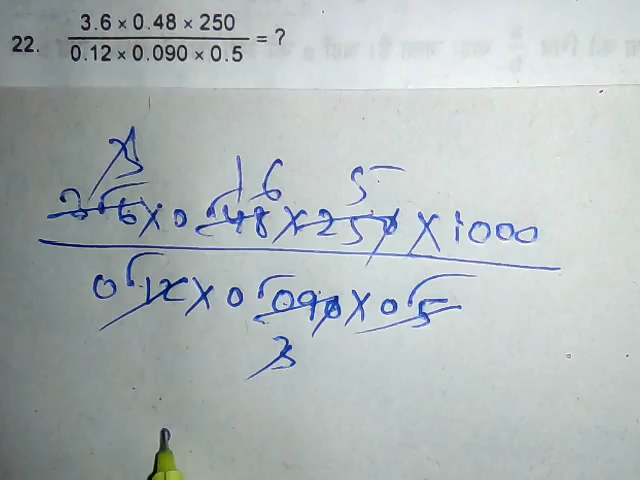 22. 3.6 × 0.48 × 250
0.12 × 0.090 × 0.5 = ?
16 5
3.6 × 0.48 × 250 × 1000
0.12 × 0.090 × 0.5
3